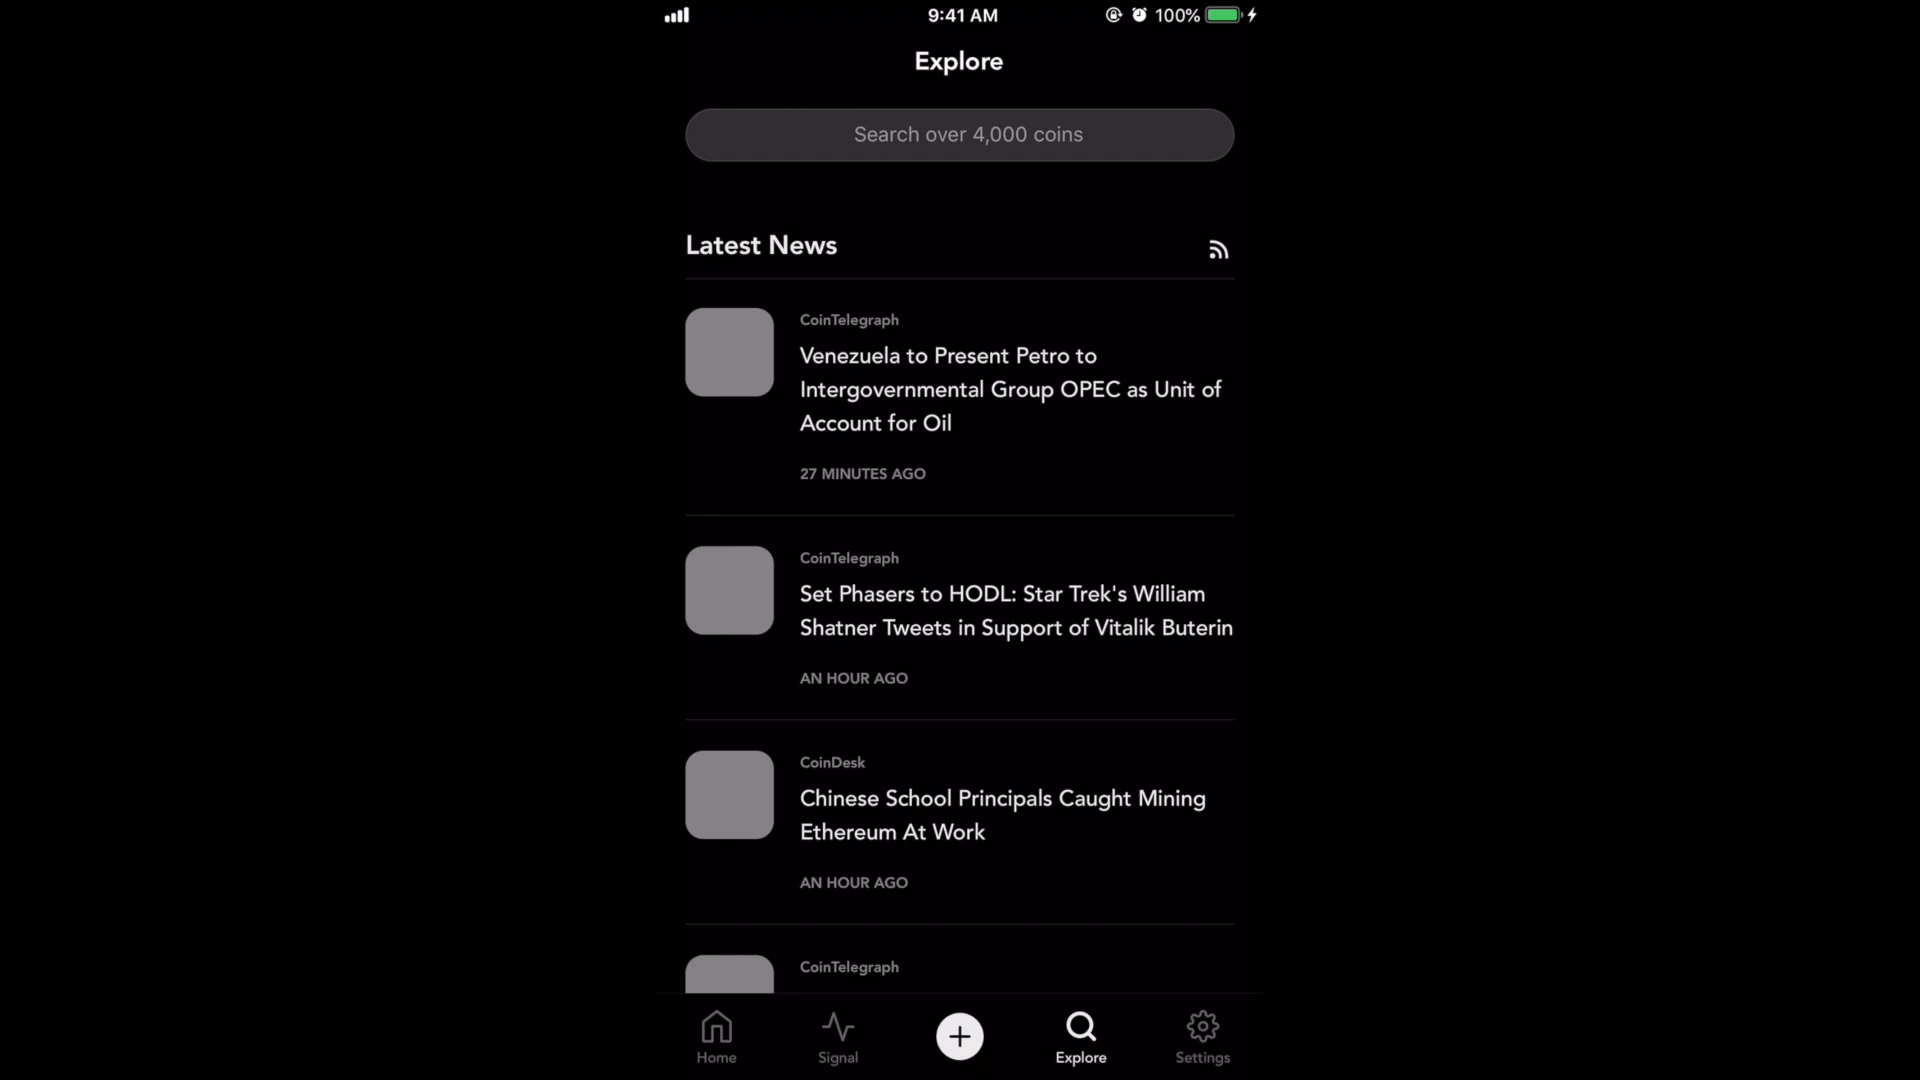 9:41 AM
100%
Explore
Search over 4,000 coins
Latest News
CoinTelegraph
Venezuela to Present Petro to
Intergovernmental Group OPEC as Unit of
Account for Oil
27 MINUTES AGO
CoinTelegraph
Set Phasers to HODL: Star Trek's William
Shatner Tweets in Support of Vitalik Buterin
AN HOUR AGO
CoinDesk
Chinese School Principals Caught Mining
Ethereum At Work
AN HOUR AGO
CoinTelegraph
Home
Signal
Explore
Settings